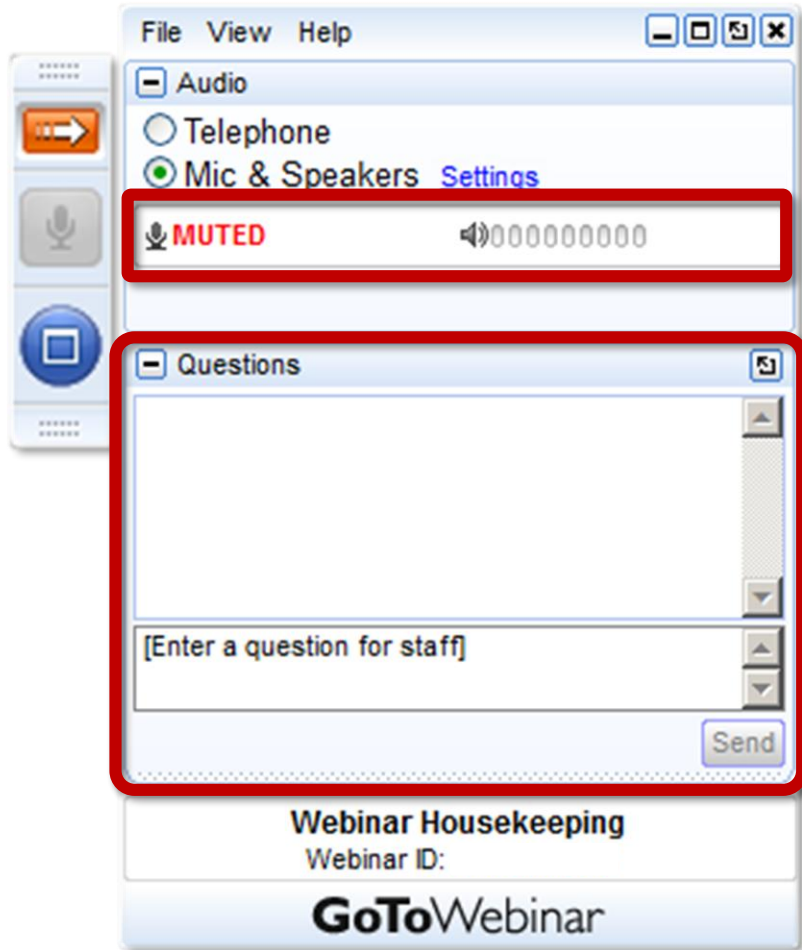 File View Help
Audio
Telephone
Mic & Speakers Settings
MUTED
Questions
[Enter a question for staff]
Send
Webinar Housekeeping
Webinar ID:
GoToWebinar